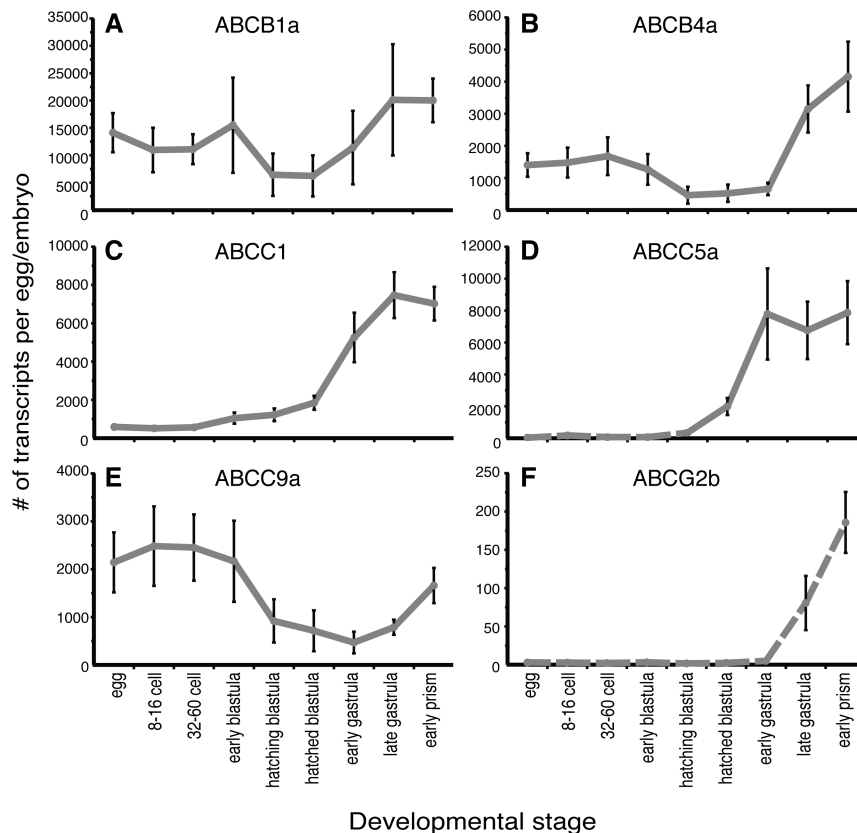 # of transcripts per egg/embryo
A ABCB1a
35000
30000
25000
20000
15000
10000
5000
0
B ABCB4a
6000
5000
4000
3000
2000
1000
0
C ABCC1
10000
8000
6000
4000
2000
0
D ABCC5a
12000
10000
8000
6000
4000
2000
0
E ABCC9a
4000
3000
2000
1000
0
F ABCG2b
250
200
150
100
50
0
egg
8-16 cell
32-60 cell
early blastula
hatching blastula
hatched blastula
early gastrula
late gastrula
early prism
egg
8-16 cell
32-60 cell
early blastula
hatching blastula
hatched blastula
early gastrula
late gastrula
early prism
Developmental stage